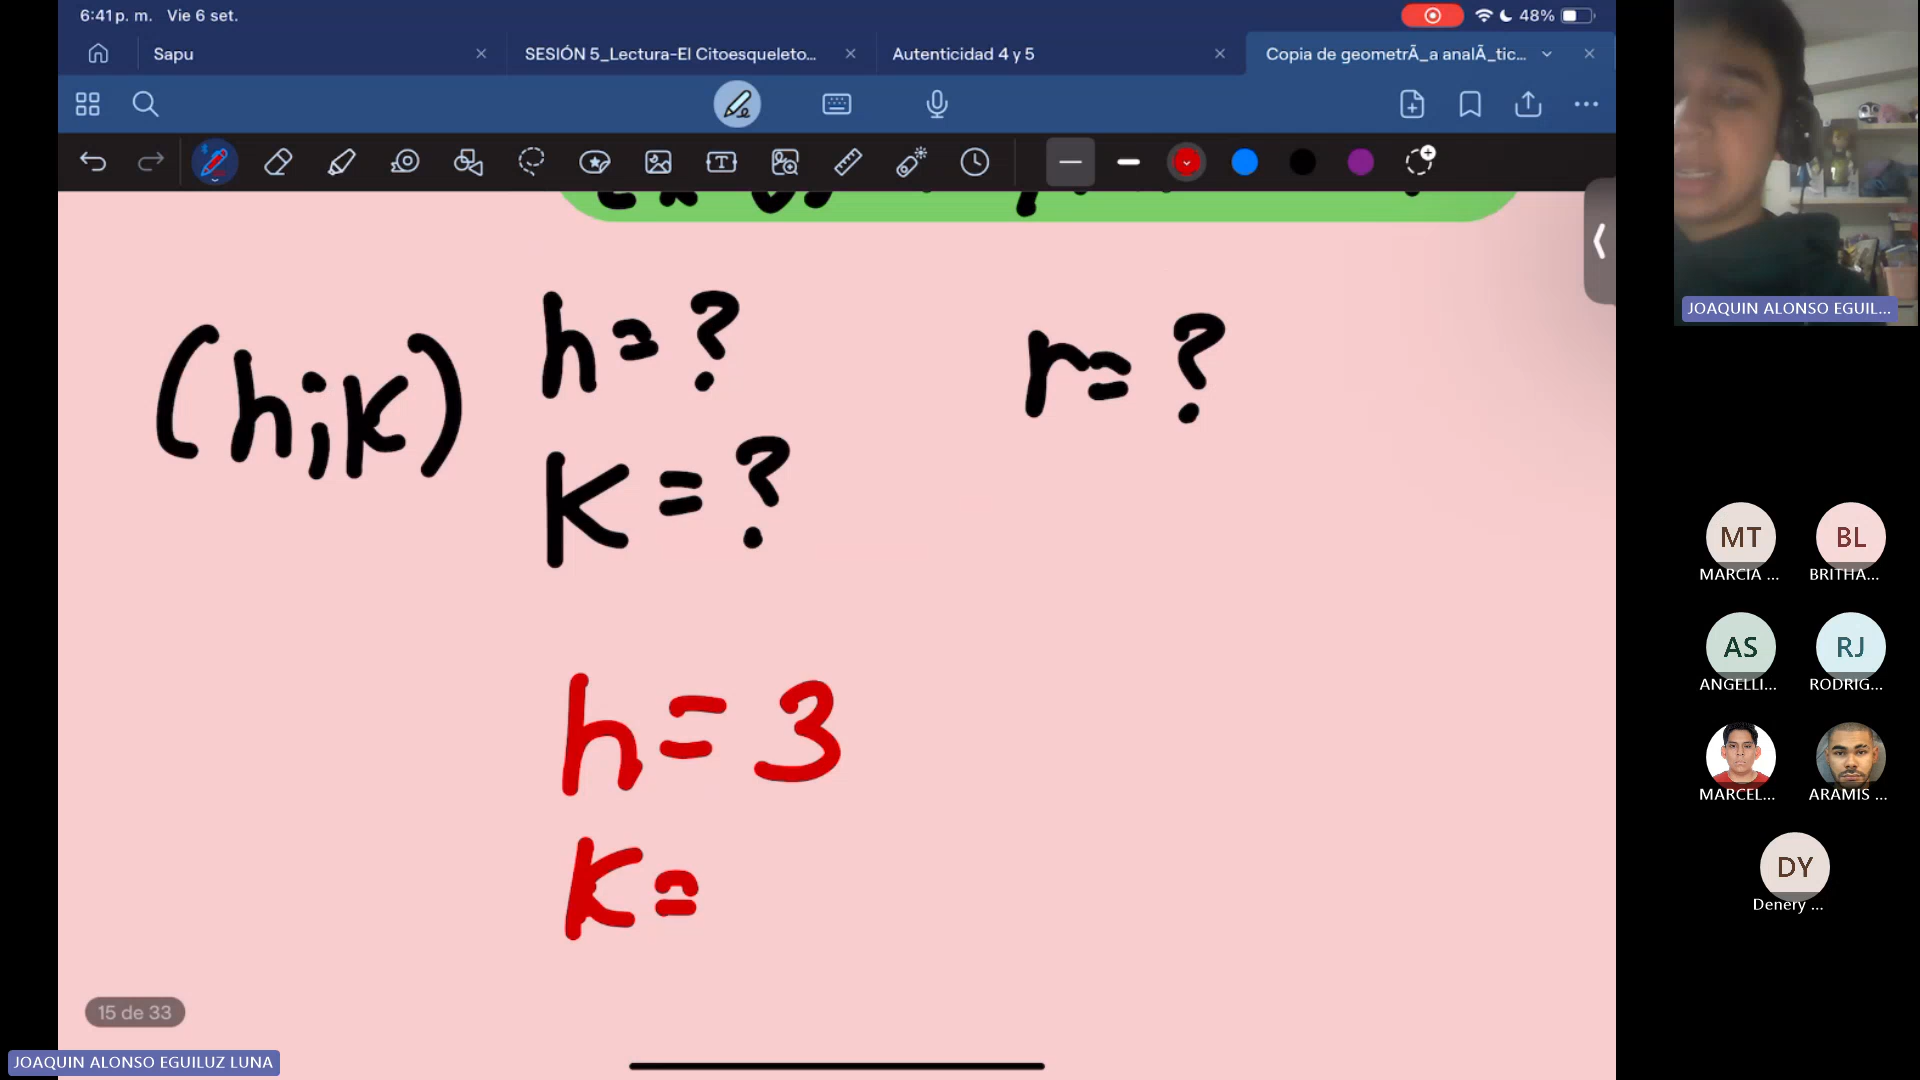 6:41 p. m. Vie 6 set.
48%
Sapu
SESIÓN 5_Lectura-El Citoesqueleto...
Autenticidad 4 y 5
Copia de geometrÃ_a analÃ_tic...
(h;k)
h=?
r=?
K=?
h=3
K=
15 de 33
JOAQUIN ALONSO EGUILUZ LUNA
JOAQUIN ALONSO EGUIL...
MT
MARCIA ...
BL
BRITHA...
AS
ANGELLI...
RJ
RODRIG...
MARCEL...
ARAMIS ...
DY
Denery ...